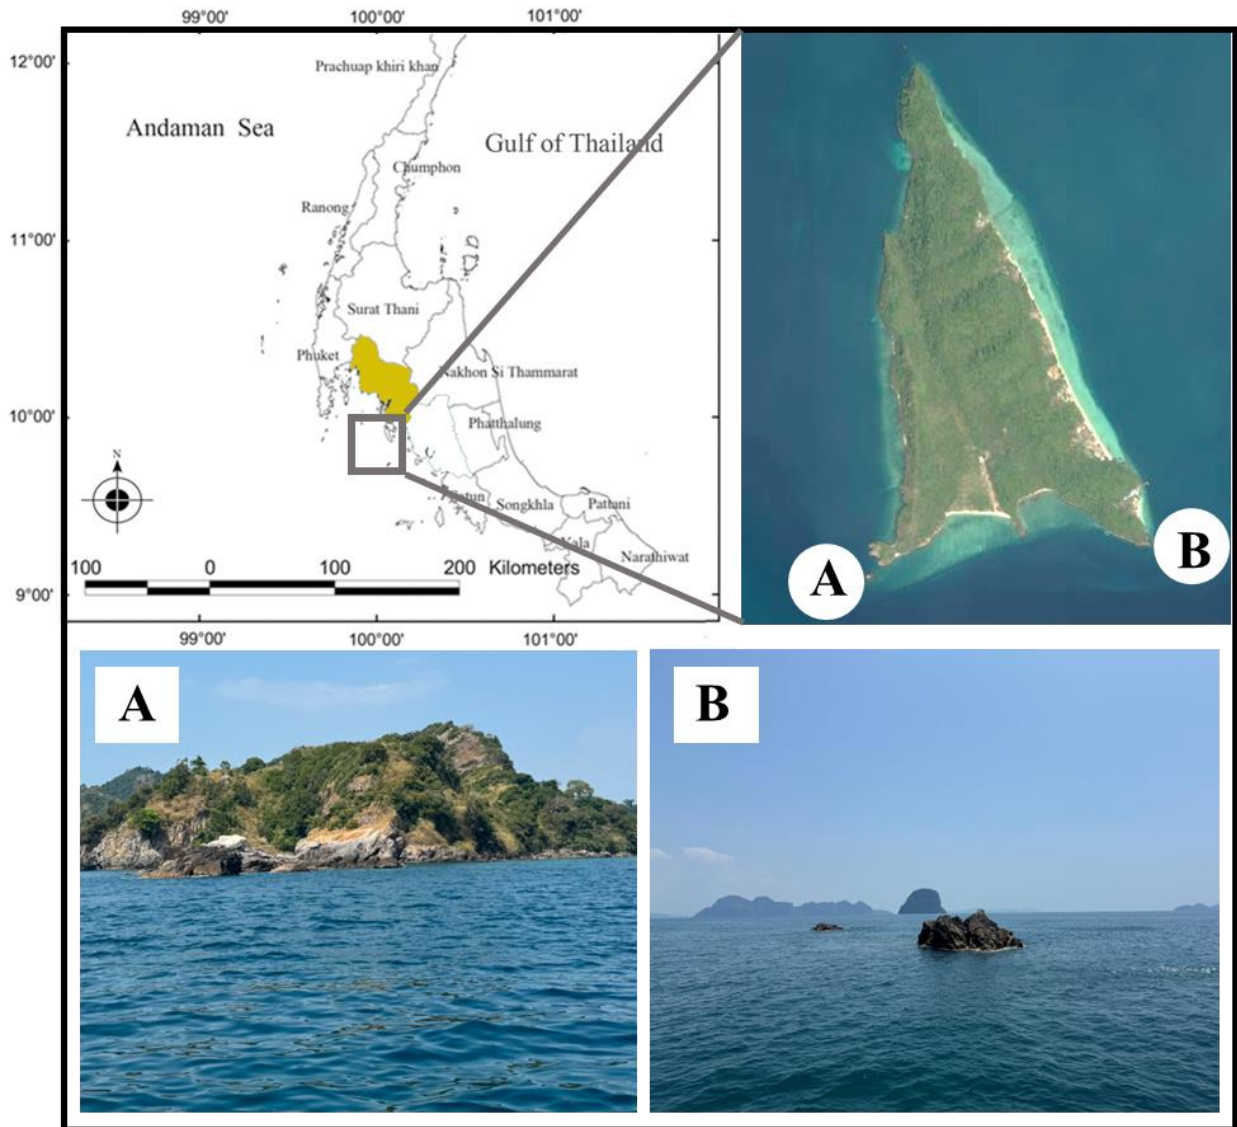 99°00' 100°00' 101°00'
12°00'
Prachuap khiri khan
Andaman Sea
Gulf of Thailand
Chumphon
Ranong
11°00'
Surat Thani
Phuket
Nakhon Si Thammarat
10°00'
Phatthalung
N
Satun
Songkhla
Pattani
Yala
Narathiwat
100 0 100 200 Kilometers
9°00'
99°00' 100°00' 101°00'
A
B
A
B